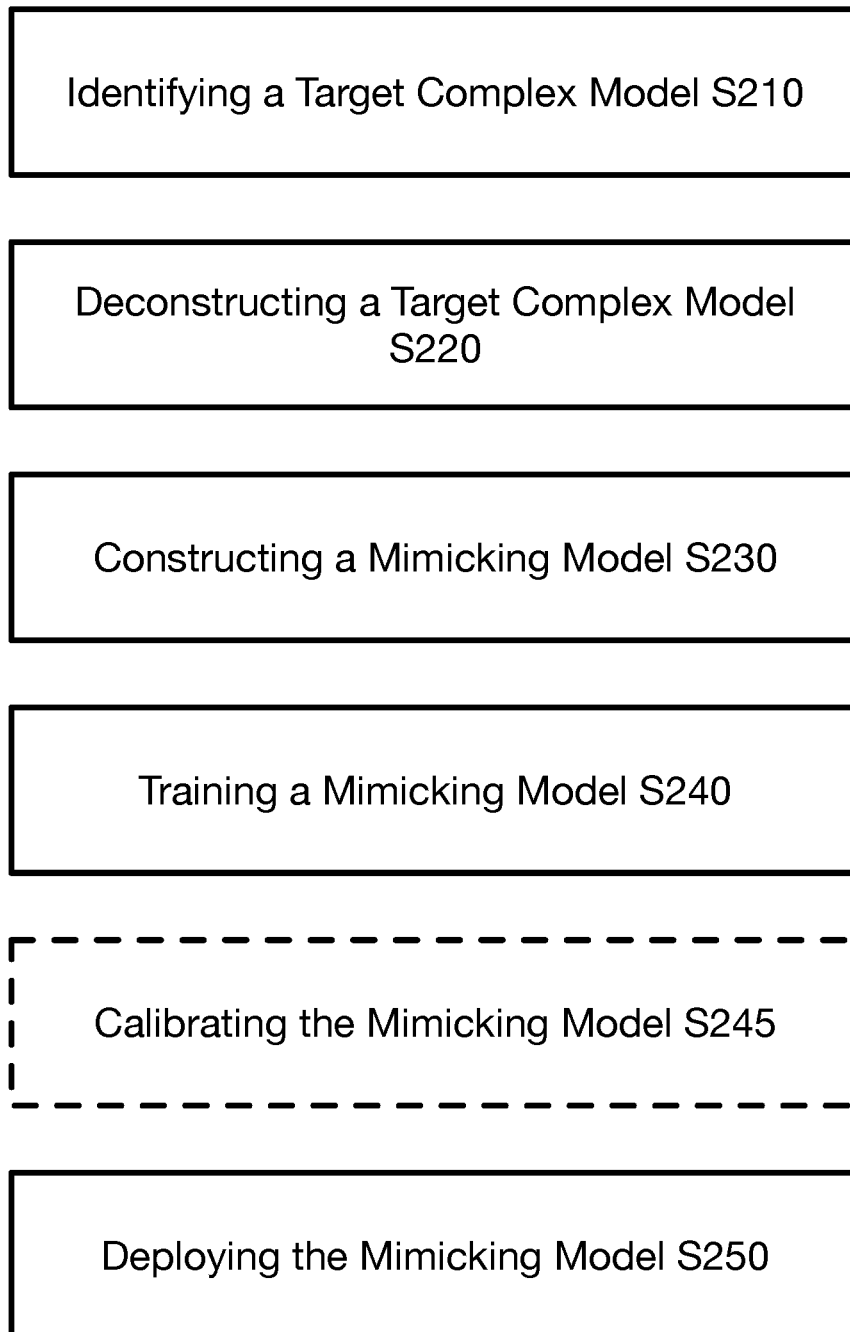 Identifying a Target Complex Model S210
Deconstructing a Target Complex Model
S220
Constructing a Mimicking Model S230
Training a Mimicking Model S240
Calibrating the Mimicking Model S245
Deploying the Mimicking Model S250